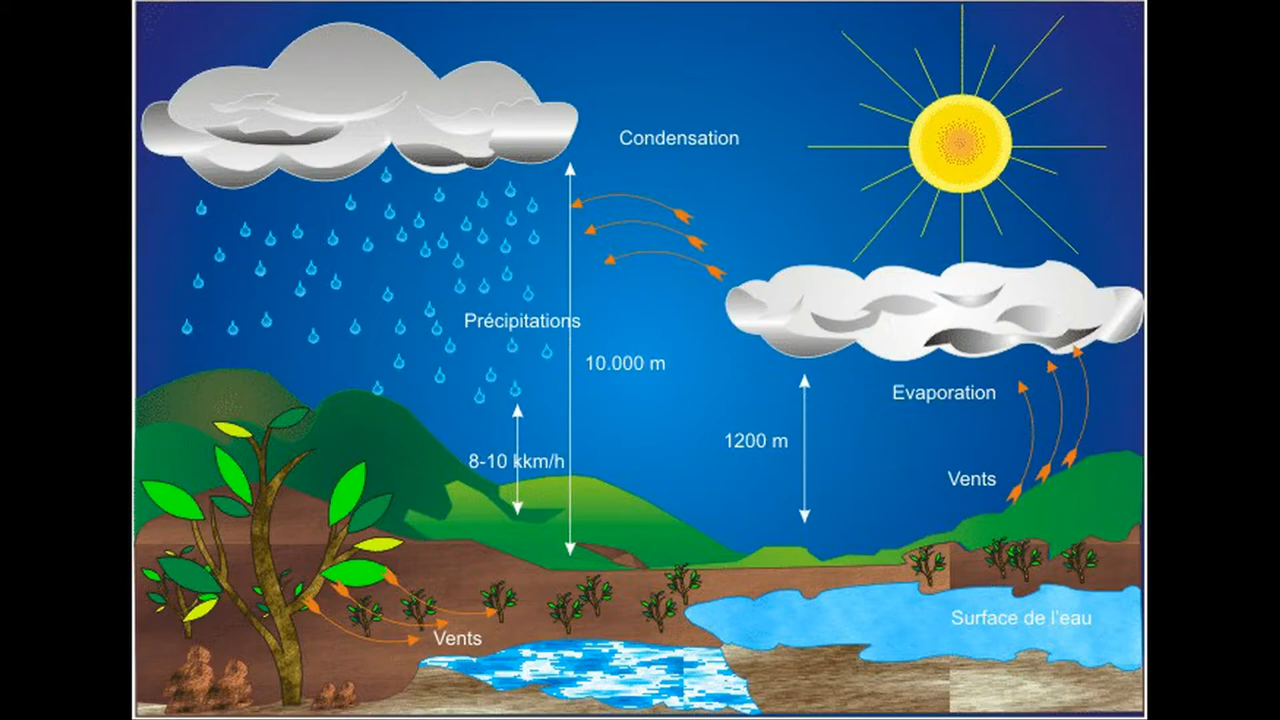 Condensation
Précipitations
10.000 m
Evaporation
1200 m
8-10 kkm/h
Vents
Surface de l'eau
Vents